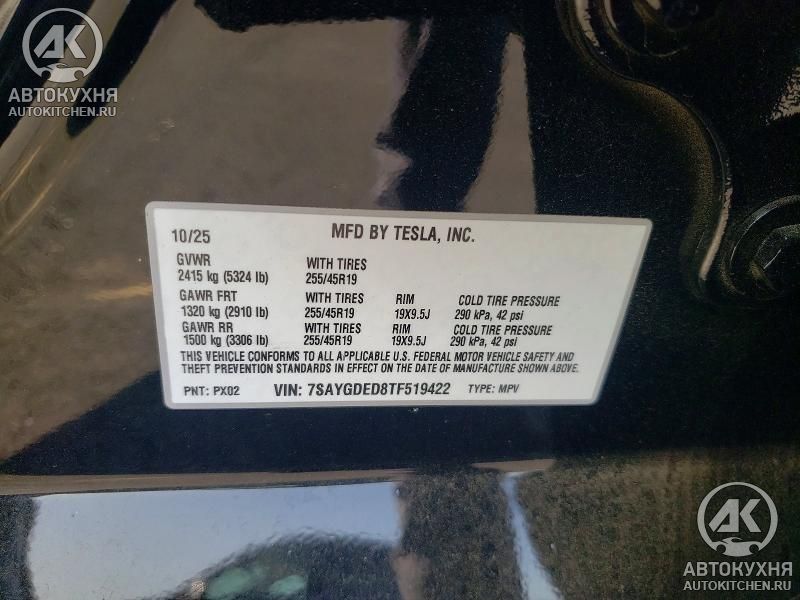 АК
АВТОКУХНЯ
AUTOKITCHEN.RU
10/25 MFD BY TESLA, INC.
GVWR WITH TIRES
2415 kg (5324 lb) 255/45R19
GAWR FRT WITH TIRES RIM COLD TIRE PRESSURE
1320 kg (2910 lb) 255/45R19 19X9.5J 290 kPa, 42 psi
GAWR RR WITH TIRES RIM COLD TIRE PRESSURE
1500 kg (3306 lb) 255/45R19 19X9.5J 290 kPa, 42 psi
THIS VEHICLE CONFORMS TO ALL APPLICABLE U.S. FEDERAL MOTOR VEHICLE SAFETY AND
THEFT PREVENTION STANDARDS IN EFFECT ON THE DATE OF MANUFACTURE SHOWN ABOVE.
PNT: PX02 VIN: 7SAYGDED8TF519422 TYPE: MPV
АК
АВТОКУХНЯ
AUTOKITCHEN.RU